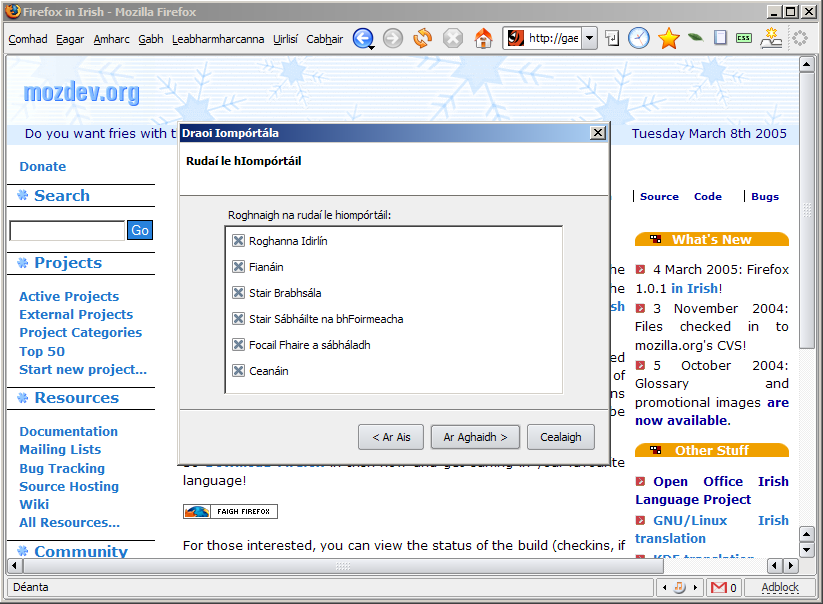 Firefox in Irish - Mozilla Firefox
Comhad Eagar Amharc Gabh Leabharmharcanna Uirlisí Cabhair
http://gae
CSS
mozdev.org
Do you want fries with t
Tuesday March 8th 2005
Donate
Search
Go
Projects
Active Projects
External Projects
Project Categories
Top 50
Start new project...
Resources
Documentation
Mailing Lists
Bug Tracking
Source Hosting
Wiki
All Resources...
Community
Draoi Iompórtála
Rudaí le hIompórtáil
Roghnaigh na rudaí le hiompórtáil:
Roghanna Idirlín
Fianáin
Stair Brabhsála
Stair Sábháilte na bhFoirmeacha
Focail Fhaire a sábháladh
Ceanáin
< Ar Ais
Ar Aghaidh >
Cealaigh
language!
FAIGH FIREFOX
For those interested, you can view the status of the build (checkins, if
Source Code Bugs
What's New
4 March 2005: Firefox
1.0.1 in Irish!
3 November 2004:
Files checked in to
mozilla.org's CVS!
5 October 2004:
Glossary and
promotional images are
now available.
Other Stuff
Open Office Irish
Language Project
GNU/Linux Irish
translation
KDE translation
Déanta
0
Adblock